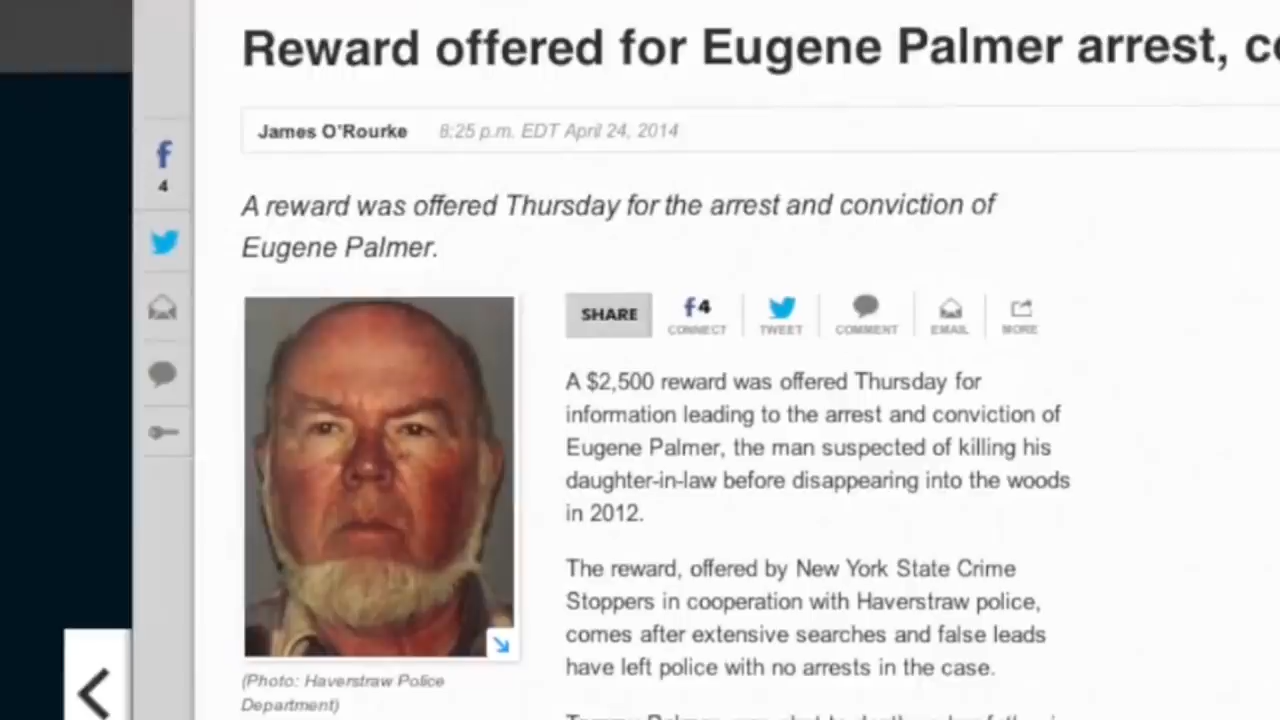 Reward offered for Eugene Palmer arrest,
James O'Rourke 8:25 p.m. EDT April 24, 2014
A reward was offered Thursday for the arrest and conviction of
Eugene Palmer.
4
SHARE
4
CONNECT
TWEET
COMMENT
EMAIL
MORE
A $2,500 reward was offered Thursday for
information leading to the arrest and conviction of
Eugene Palmer, the man suspected of killing his
daughter-in-law before disappearing into the woods
in 2012.
The reward, offered by New York State Crime
Stoppers in cooperation with Haverstraw police,
comes after extensive searches and false leads
have left police with no arrests in the case.
(Photo: Haverstraw Police
Department)